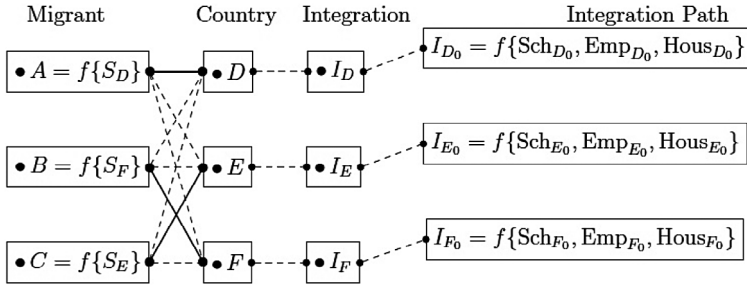 Migrant Country Integration Integration Path
• A = f{S_D} • D • I_D I_{D_0} = f{Sch_{D_0}, Emp_{D_0}, Hous_{D_0}}
• B = f{S_F} • E • I_E I_{E_0} = f{Sch_{E_0}, Emp_{E_0}, Hous_{E_0}}
• C = f{S_E} • F • I_F I_{F_0} = f{Sch_{F_0}, Emp_{F_0}, Hous_{F_0}}